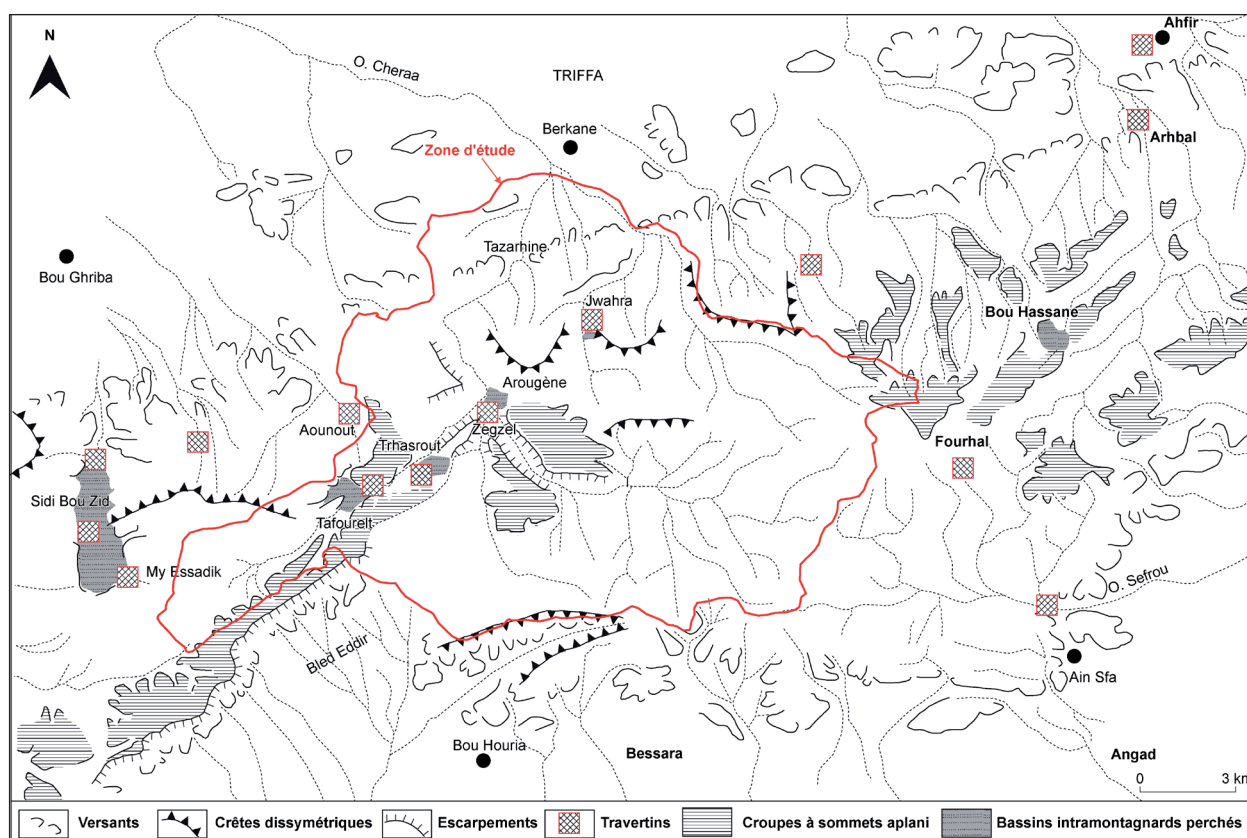 N
Ahfir
O. Cheraa
TRIFFA
Arhbal
Berkane
Zone d'étude
Tazarhine
Bou Ghriba
Jwahra
Bou Hassane
Arougène
Aounout
Zegzel
Trhasrout
Fourhal
Sidi Bou Zid
Tafourelt
My Essadik
O. Sefrou
Bled Eddir
Ain Sfa
Bou Houria
Bessara
Angad
0 3 km
Versants
Crêtes dissymétriques
Escarpements
Travertins
Croupes à sommets aplani
Bassins intramontagnards perchés